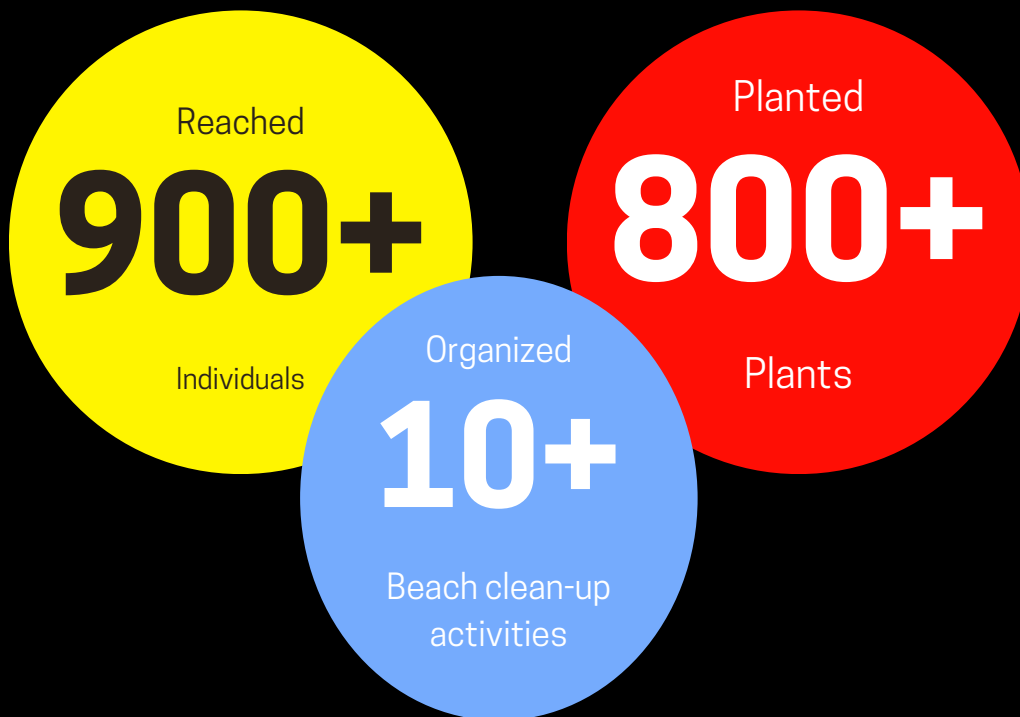 Reached
900+
Individuals
Planted
800+
Plants
Organized
10+
Beach clean-up
activities